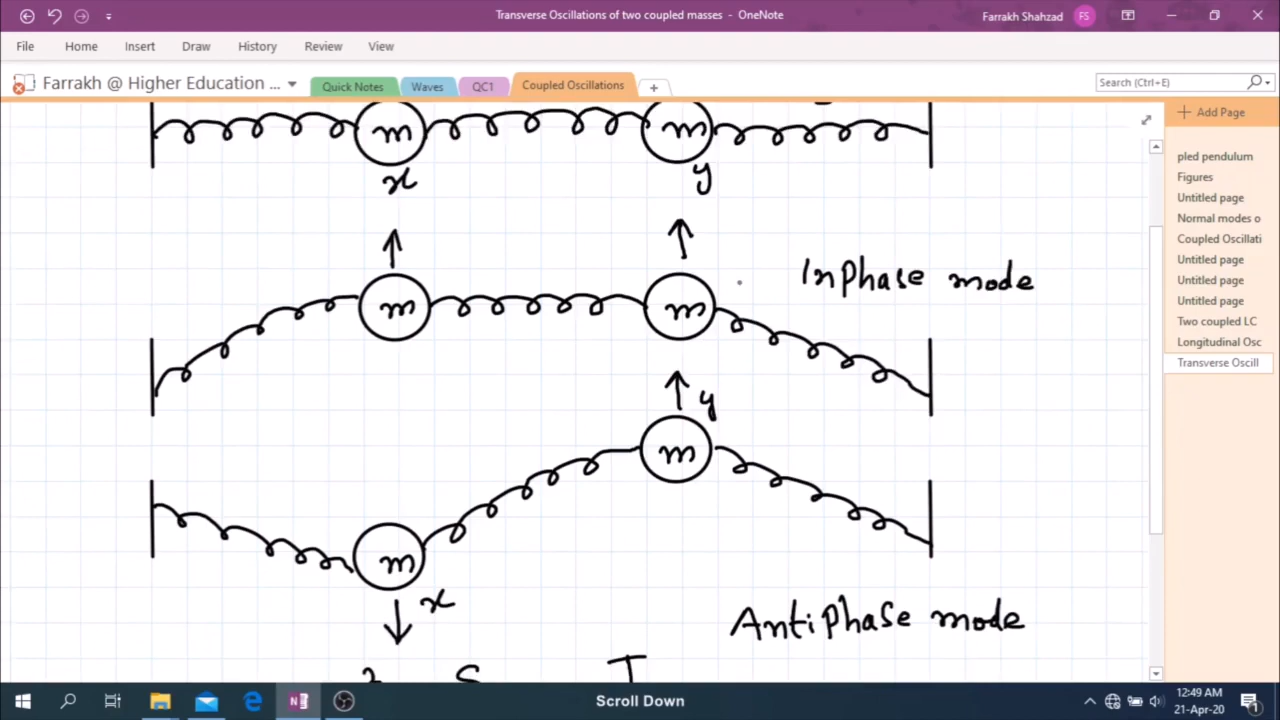 Transverse Oscillations of two coupled masses - OneNote
Farrakh Shahzad FS
File Home Insert Draw History Review View
Farrakh @ Higher Education ... Quick Notes Waves QC1 Coupled Oscillations
Search (Ctrl+E)
Add Page
pled pendulum
Figures
Untitled page
Normal modes o
Coupled Oscillati
Untitled page
Untitled page
Untitled page
Two coupled LC
Longitudinal Osc
Transverse Oscill
m m
x y
Inphase mode
m m
y
m
m
x
Antiphase mode
Scroll Down
12:49 AM
21-Apr-20